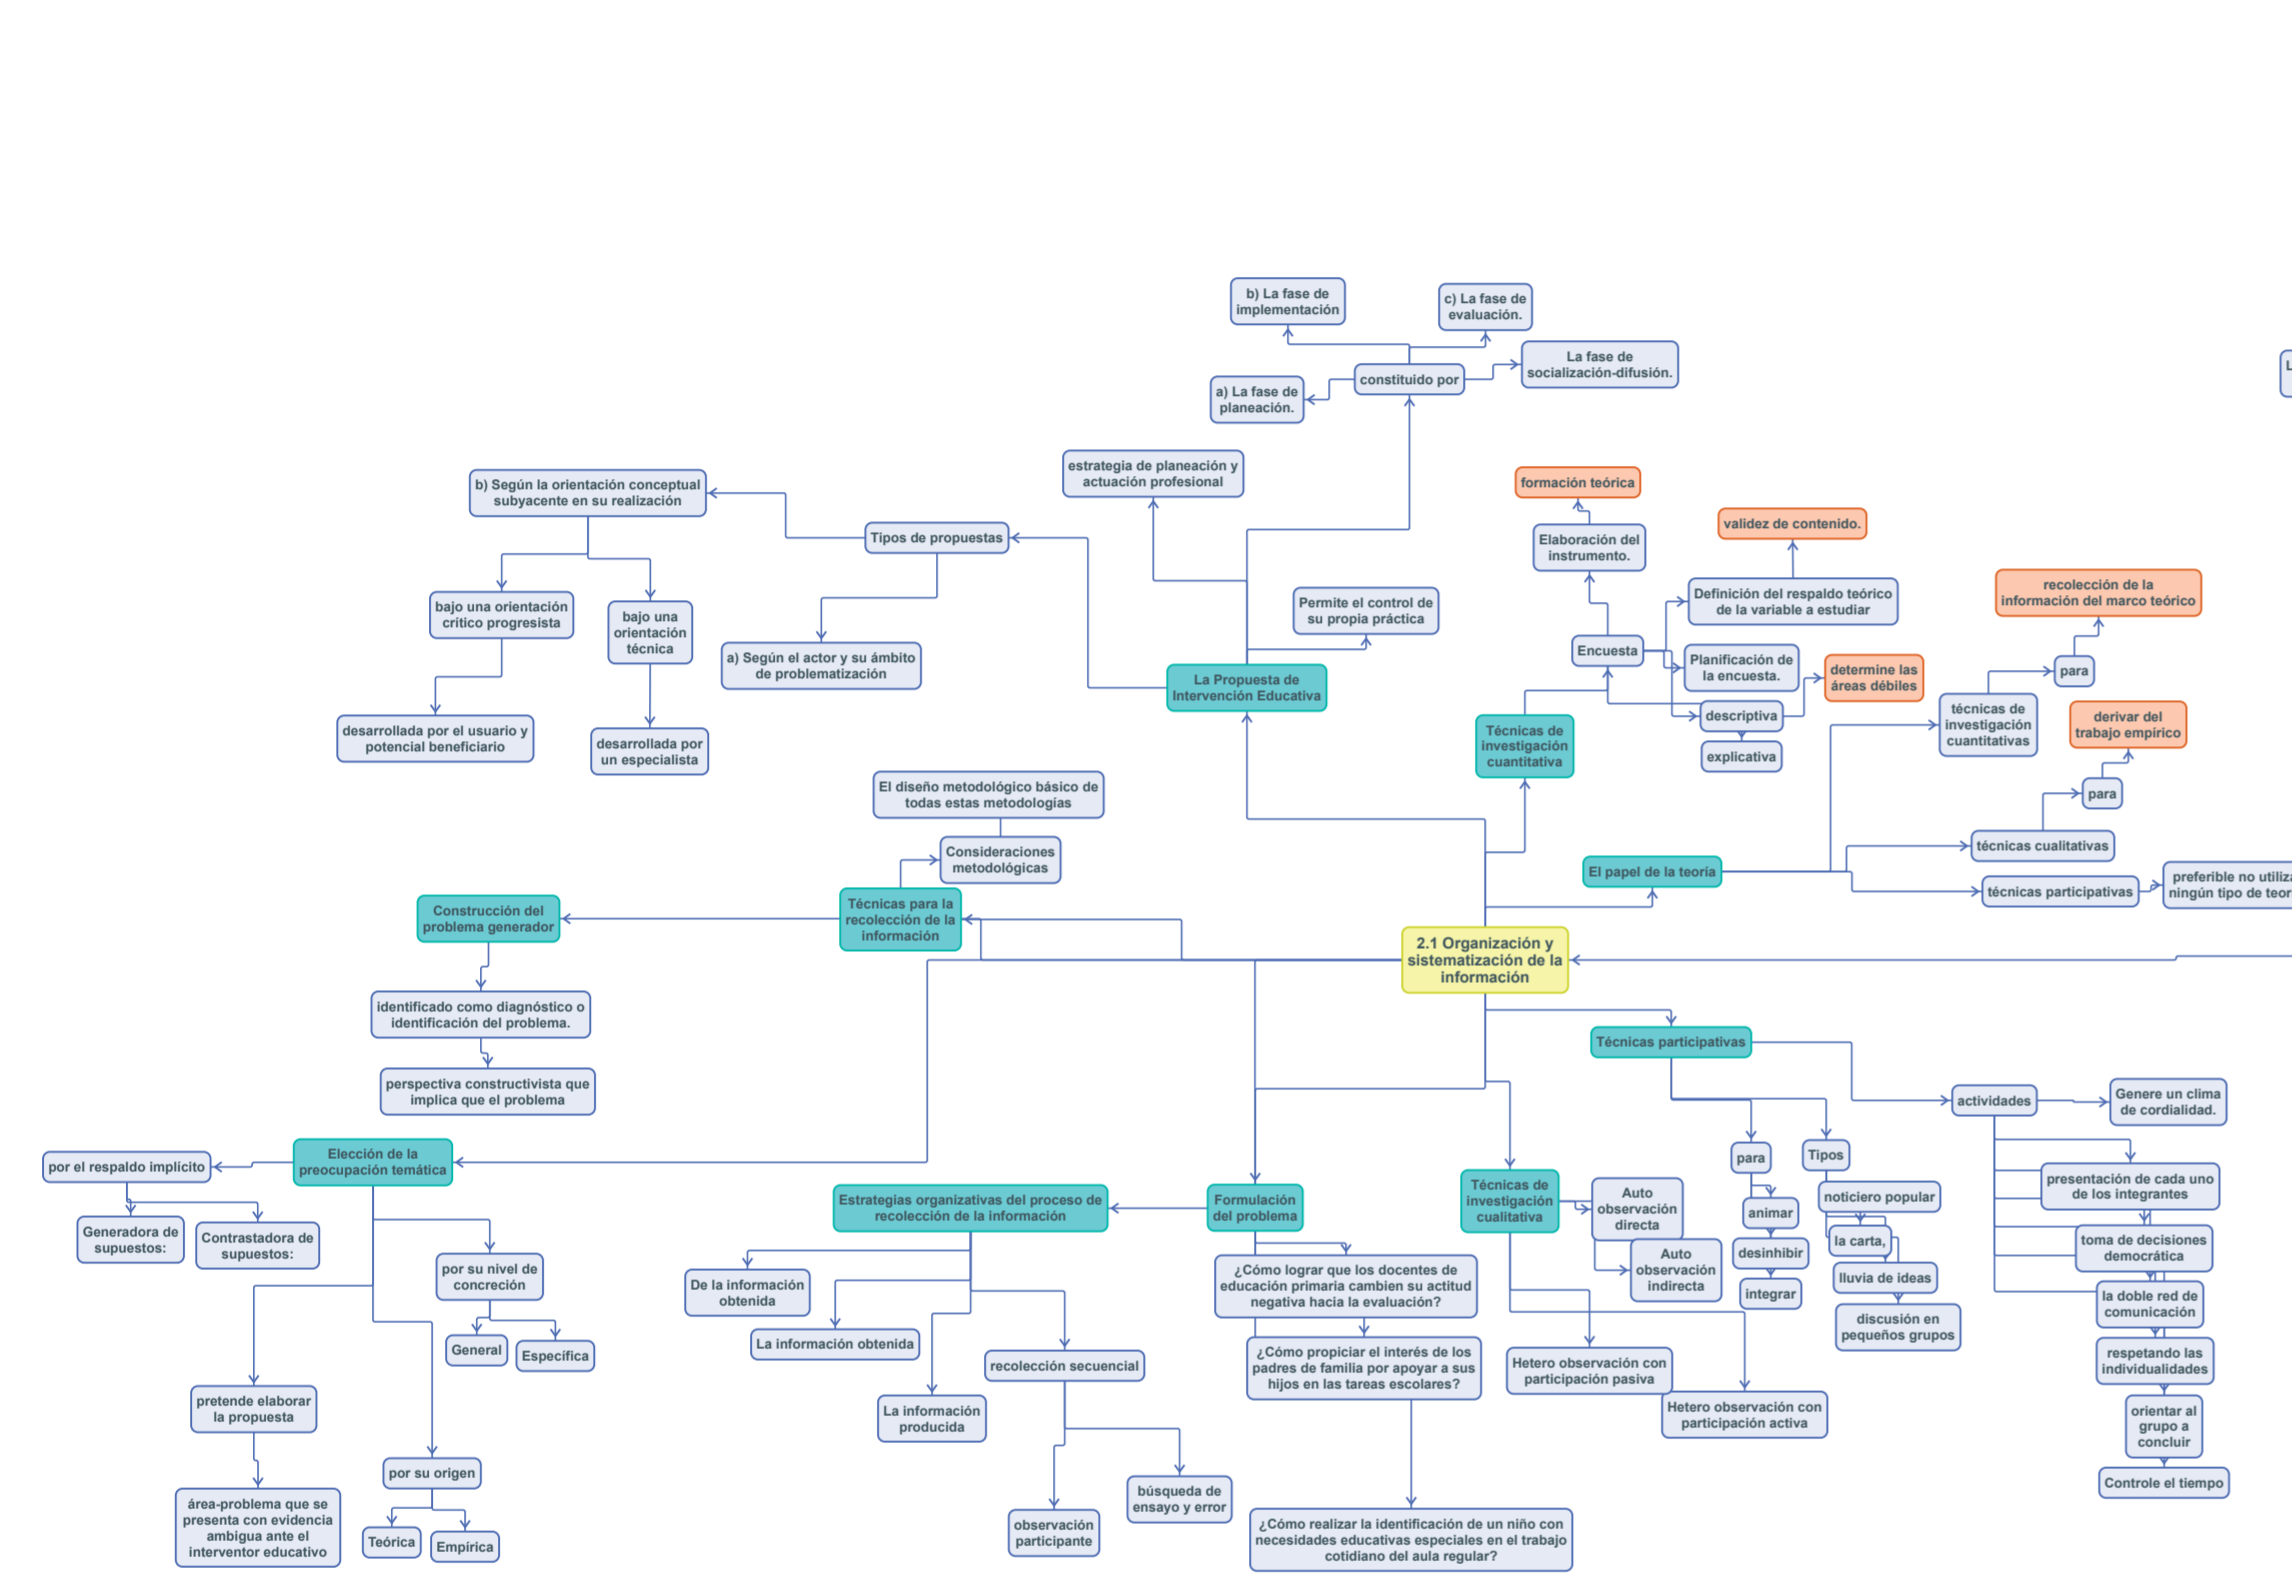 b) La fase de
implementación
c) La fase de
evaluación.
La fase de
socialización-difusión.
constituido por
a) La fase de
planeación.
L
estrategia de planeación y
actuación profesional
b) Según la orientación conceptual
subyacente en su realización
Tipos de propuestas
bajo una orientación
crítico progresista
bajo una
orientación
técnica
a) Según el actor y su ámbito
de problematización
desarrollada por el usuario y
potencial beneficiario
desarrollada por
un especialista
Permite el control de
su propia práctica
La Propuesta de
Intervención Educativa
formación teórica
Elaboración del
instrumento.
validez de contenido.
Definición del respaldo teórico
de la variable a estudiar
Encuesta
Planificación de
la encuesta.
determine las
áreas débiles
descriptiva
explicativa
Técnicas de
investigación
cuantitativa
recolección de la
información del marco teórico
para
técnicas de
investigación
cuantitativas
derivar del
trabajo empírico
para
técnicas cualitativas
El papel de la teoría
técnicas participativas
preferible no utiliza
ningún tipo de teor
El diseño metodológico básico de
todas estas metodologías
Consideraciones
metodológicas
Técnicas para la
recolección de la
información
Construcción del
problema generador
identificado como diagnóstico o
identificación del problema.
perspectiva constructivista que
implica que el problema
2.1 Organización y
sistematización de la
información
Técnicas participativas
actividades
Genere un clima
de cordialidad.
presentación de cada uno
de los integrantes
toma de decisiones
democrática
la doble red de
comunicación
respetando las
individualidades
orientar al
grupo a
concluir
Controle el tiempo
para
animar
desinhibir
integrar
Tipos
noticiero popular
la carta,
lluvia de ideas
discusión en
pequeños grupos
Elección de la
preocupación temática
por el respaldo implícito
Generadora de
supuestos:
Contrastadora de
supuestos:
por su nivel de
concreción
General
Específica
pretende elaborar
la propuesta
área-problema que se
presenta con evidencia
ambigua ante el
interventor educativo
por su origen
Teórica
Empírica
Estrategias organizativas del proceso de
recolección de la información
De la información
obtenida
La información obtenida
La información
producida
recolección secuencial
observación
participante
búsqueda de
ensayo y error
Formulación
del problema
¿Cómo lograr que los docentes de
educación primaria cambien su actitud
negativa hacia la evaluación?
¿Cómo propiciar el interés de los
padres de familia por apoyar a sus
hijos en las tareas escolares?
¿Cómo realizar la identificación de un niño con
necesidades educativas especiales en el trabajo
cotidiano del aula regular?
Técnicas de
investigación
cualitativa
Auto
observación
directa
Auto
observación
indirecta
Hetero observación con
participación pasiva
Hetero observación con
participación activa